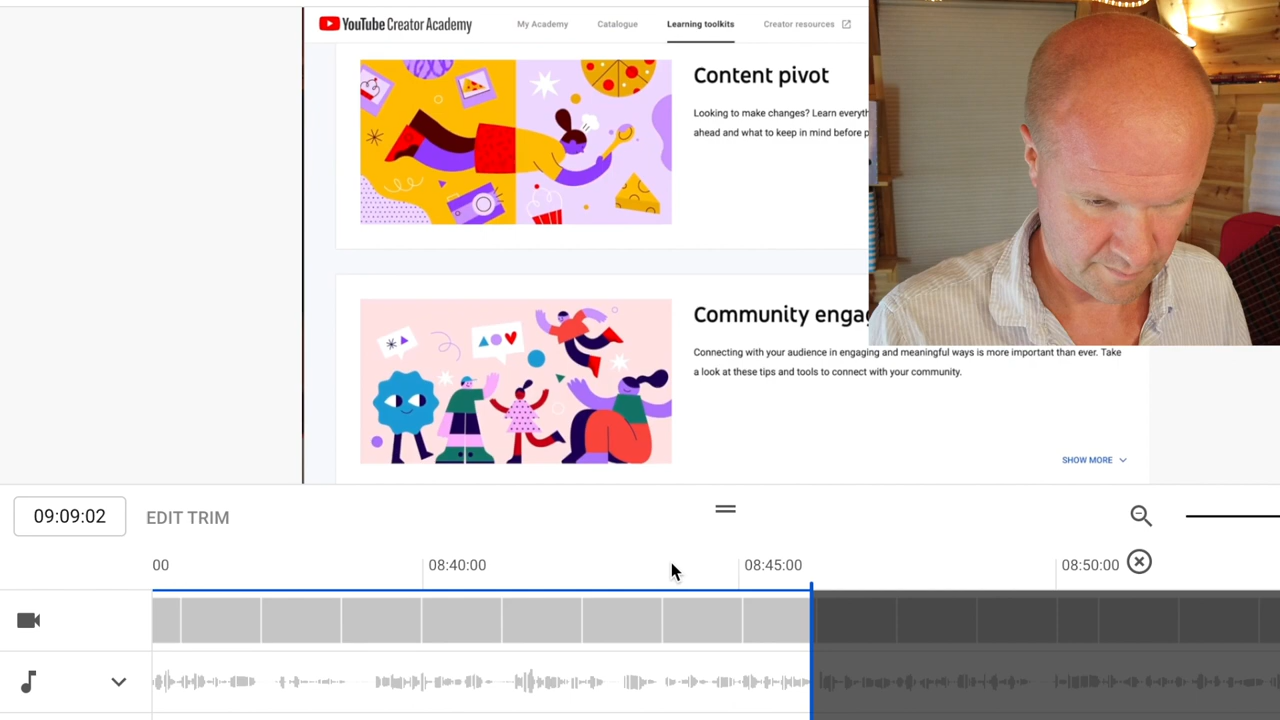 YouTube Creator Academy
My Academy
Catalogue
Learning toolkits
Creator resources
Content pivot
Looking to make changes? Learn everyth
ahead and what to keep in mind before p
Community enga
Connecting with your audience in engaging and meaningful ways is more important than ever. Take
a look at these tips and tools to connect with your community.
SHOW MORE
09:09:02
EDIT TRIM
00
08:40:00
08:45:00
08:50:00